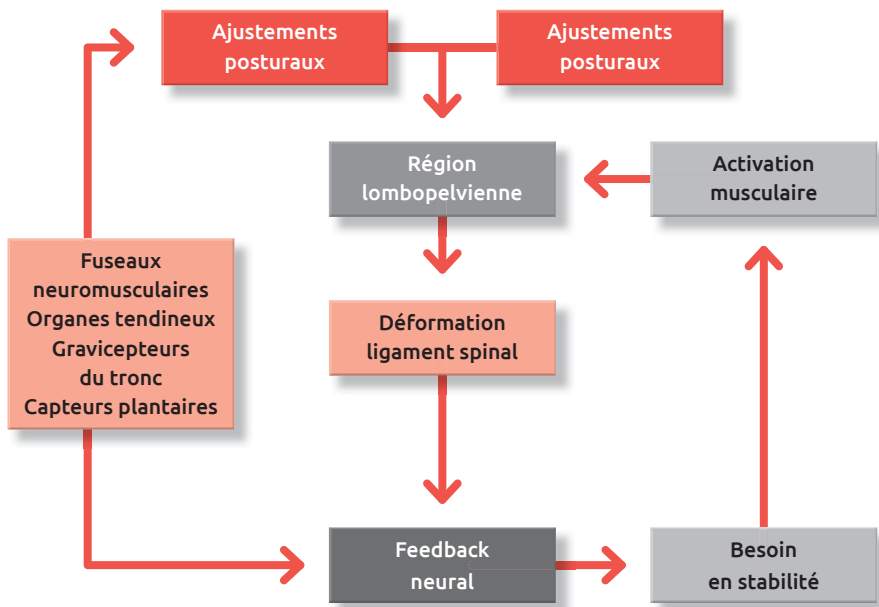 Ajustements
posturaux
Ajustements
posturaux
Région
lombopelvienne
Activation
musculaire
Fuseaux
neuromusculaires
Organes tendineux
Gravicepteurs
du tronc
Capteurs plantaires
Déformation
ligament spinal
Feedback
neural
Besoin
en stabilité